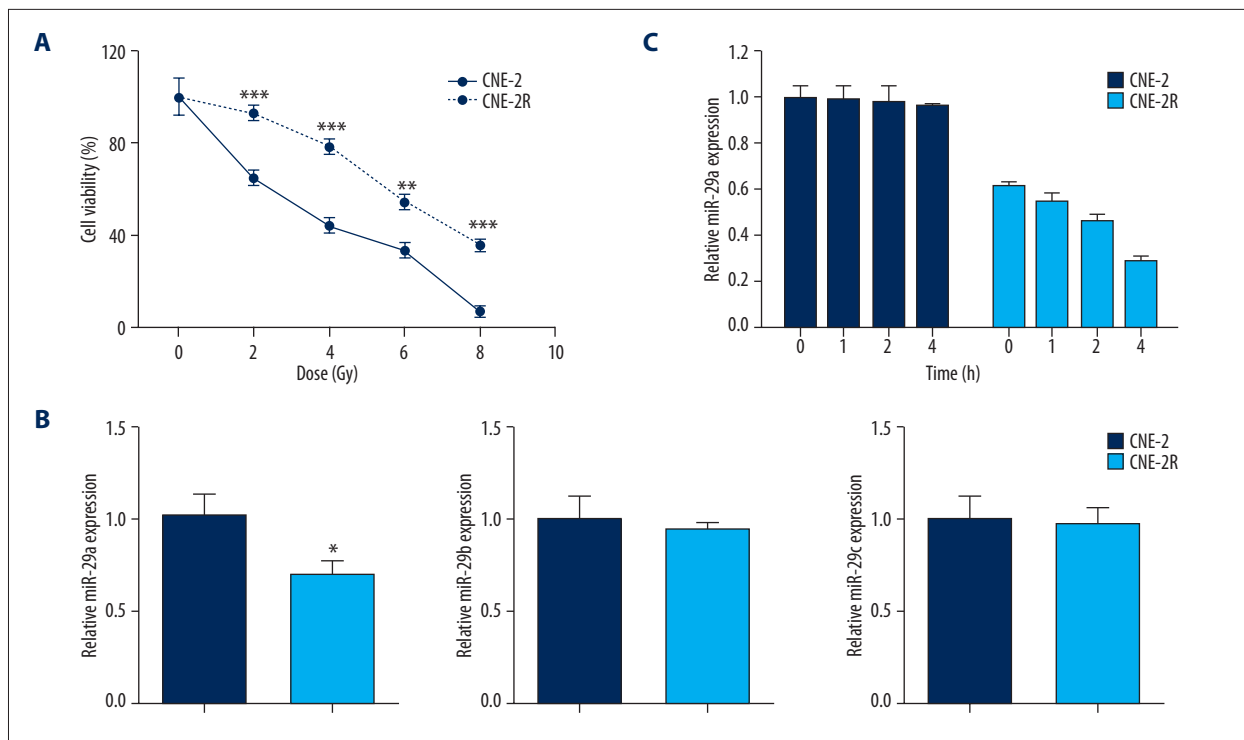 A
120
80
40
0
Cell viability (%)
CNE-2
CNE-2R
***
***
**
***
0 2 4 6 8 10
Dose (Gy)
C
1.2
1.0
0.8
0.6
0.4
0.2
0.0
Relative miR-29a expression
CNE-2
CNE-2R
0 1 2 4 0 1 2 4
Time (h)
B
1.5
1.0
0.5
0.0
Relative miR-29a expression
*
1.5
1.0
0.5
0.0
Relative miR-29b expression
1.5
1.0
0.5
0.0
Relative miR-29c expression
CNE-2
CNE-2R